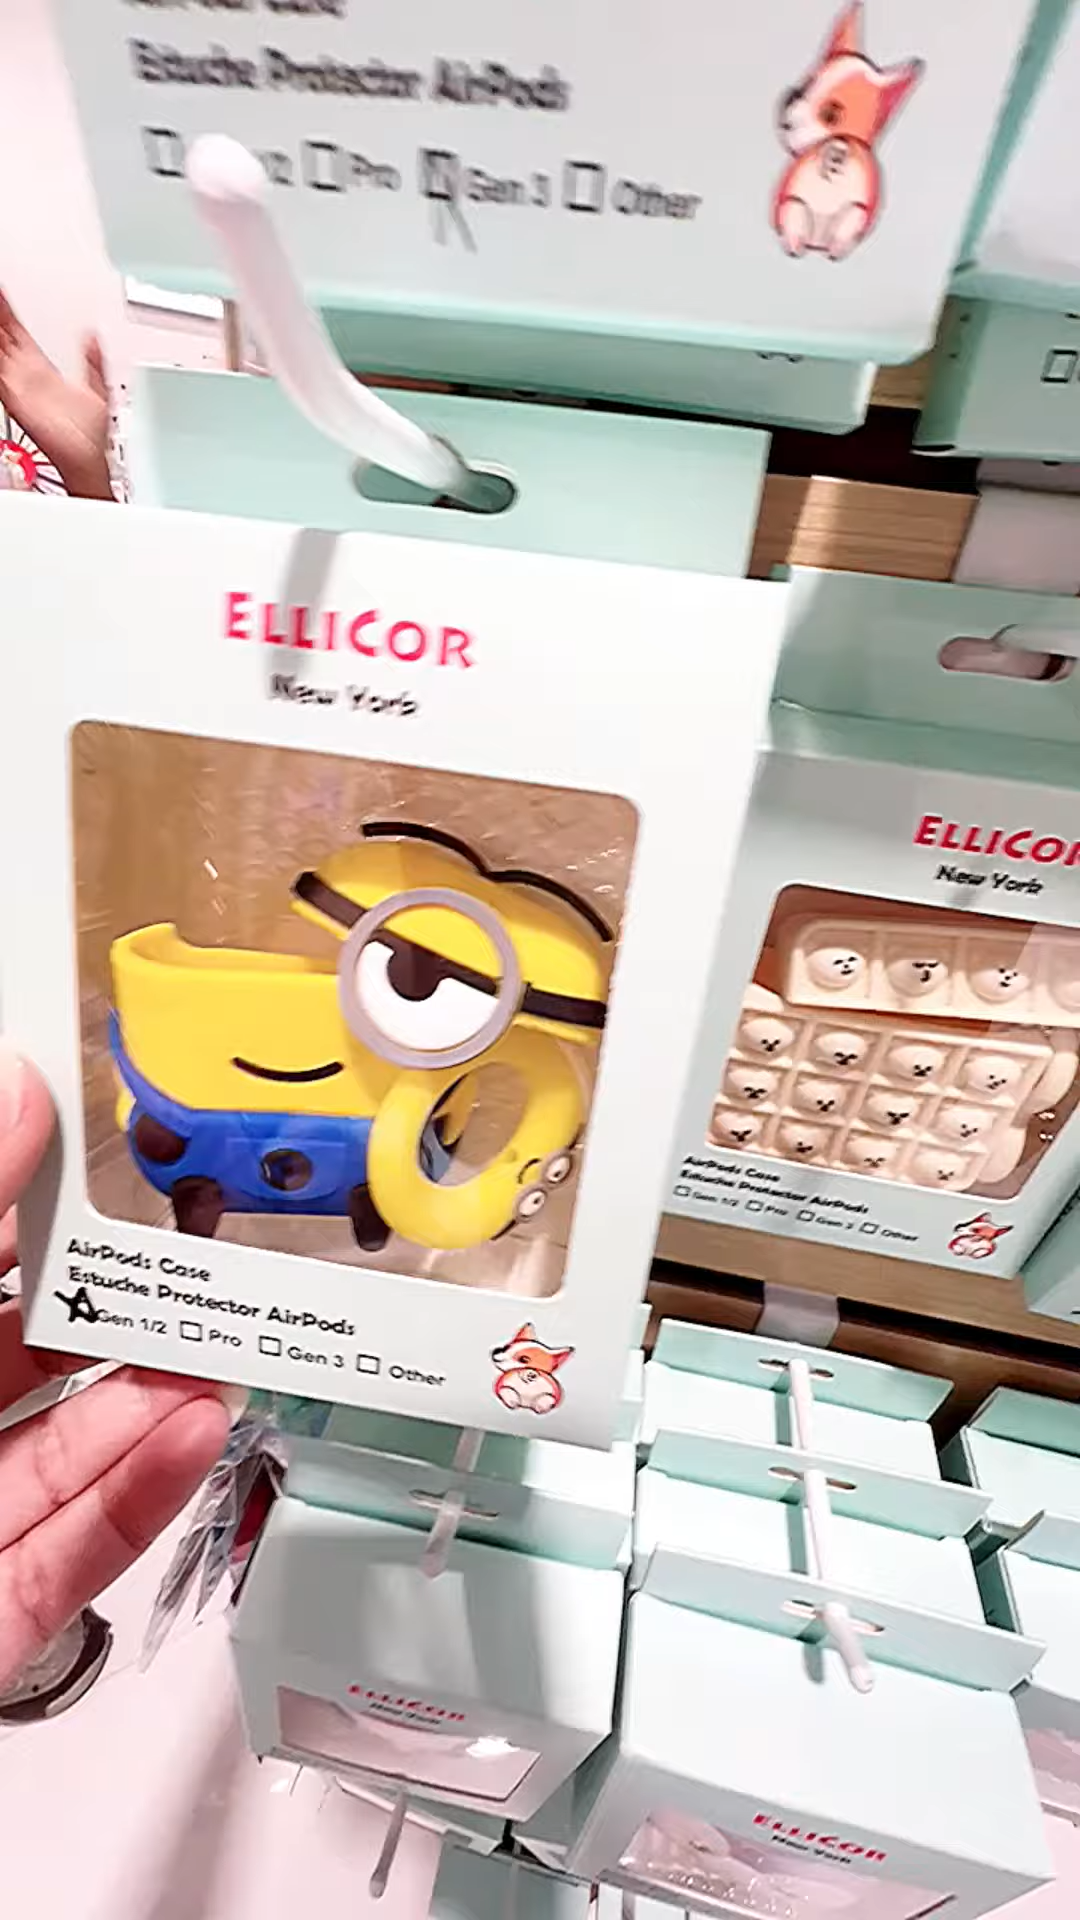 Estuche Protector AirPods
Pro Gen 3 Other
ELLICOR
New York
AirPods Case
Estuche Protector AirPods
Gen 1/2 Pro Gen 3 Other
ELLICOR
New York
AirPods Case
Estuche Protector AirPods
Gen 1/2 Pro Gen 3 Other
ELLICOR
New York
ELLICOR
New York